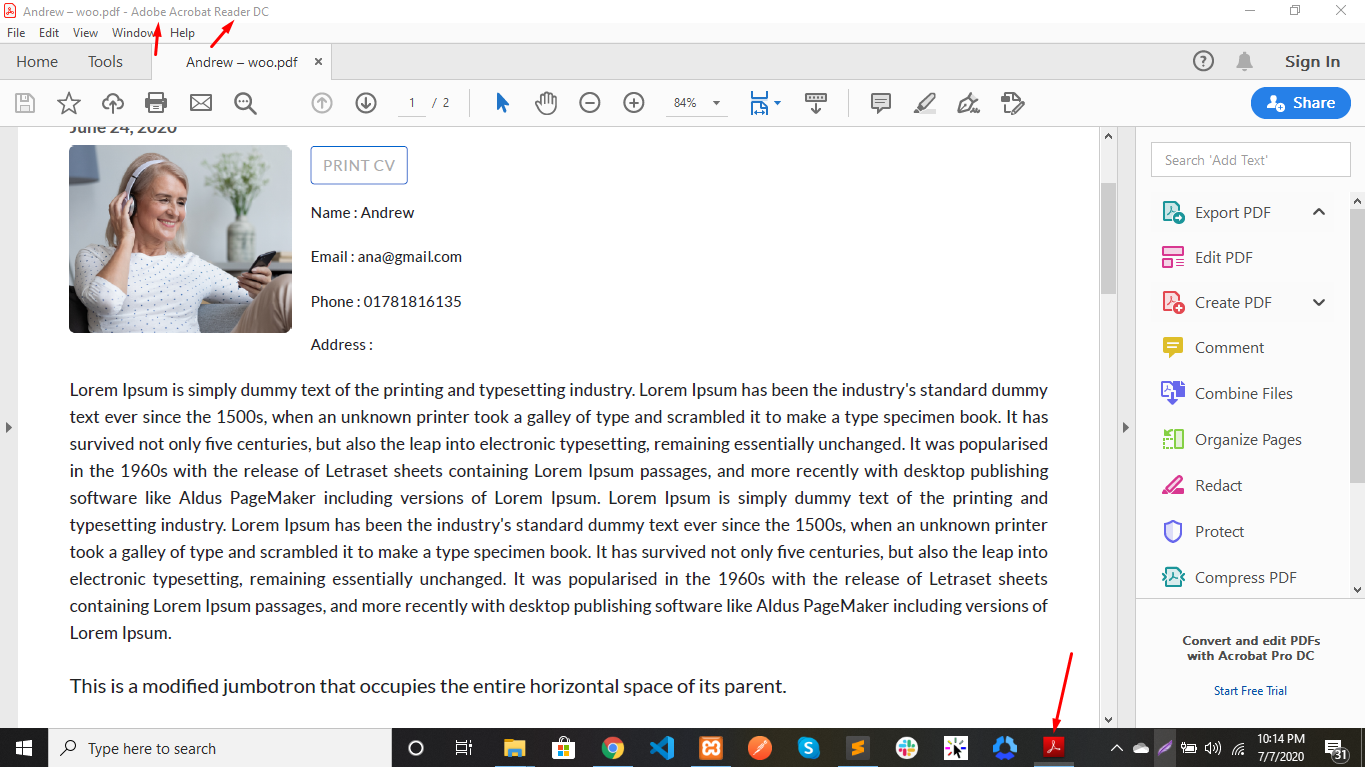 Andrew – woo.pdf - Adobe Acrobat Reader DC
File Edit View Window Help
Home Tools Andrew – woo.pdf × Sign In
1 / 2 84% Share
June 24, 2020
PRINT CV
Name : Andrew
Email : ana@gmail.com
Phone : 01781816135
Address :
Lorem Ipsum is simply dummy text of the printing and typesetting industry. Lorem Ipsum has been the industry's standard dummy
text ever since the 1500s, when an unknown printer took a galley of type and scrambled it to make a type specimen book. It has
survived not only five centuries, but also the leap into electronic typesetting, remaining essentially unchanged. It was popularised
in the 1960s with the release of Letraset sheets containing Lorem Ipsum passages, and more recently with desktop publishing
software like Aldus PageMaker including versions of Lorem Ipsum. Lorem Ipsum is simply dummy text of the printing and
typesetting industry. Lorem Ipsum has been the industry's standard dummy text ever since the 1500s, when an unknown printer
took a galley of type and scrambled it to make a type specimen book. It has survived not only five centuries, but also the leap into
electronic typesetting, remaining essentially unchanged. It was popularised in the 1960s with the release of Letraset sheets
containing Lorem Ipsum passages, and more recently with desktop publishing software like Aldus PageMaker including versions of
Lorem Ipsum.
This is a modified jumbotron that occupies the entire horizontal space of its parent.
Search 'Add Text'
Export PDF
Edit PDF
Create PDF
Comment
Combine Files
Organize Pages
Redact
Protect
Compress PDF
Convert and edit PDFs
with Acrobat Pro DC
Start Free Trial
Type here to search
10:14 PM
7/7/2020
31